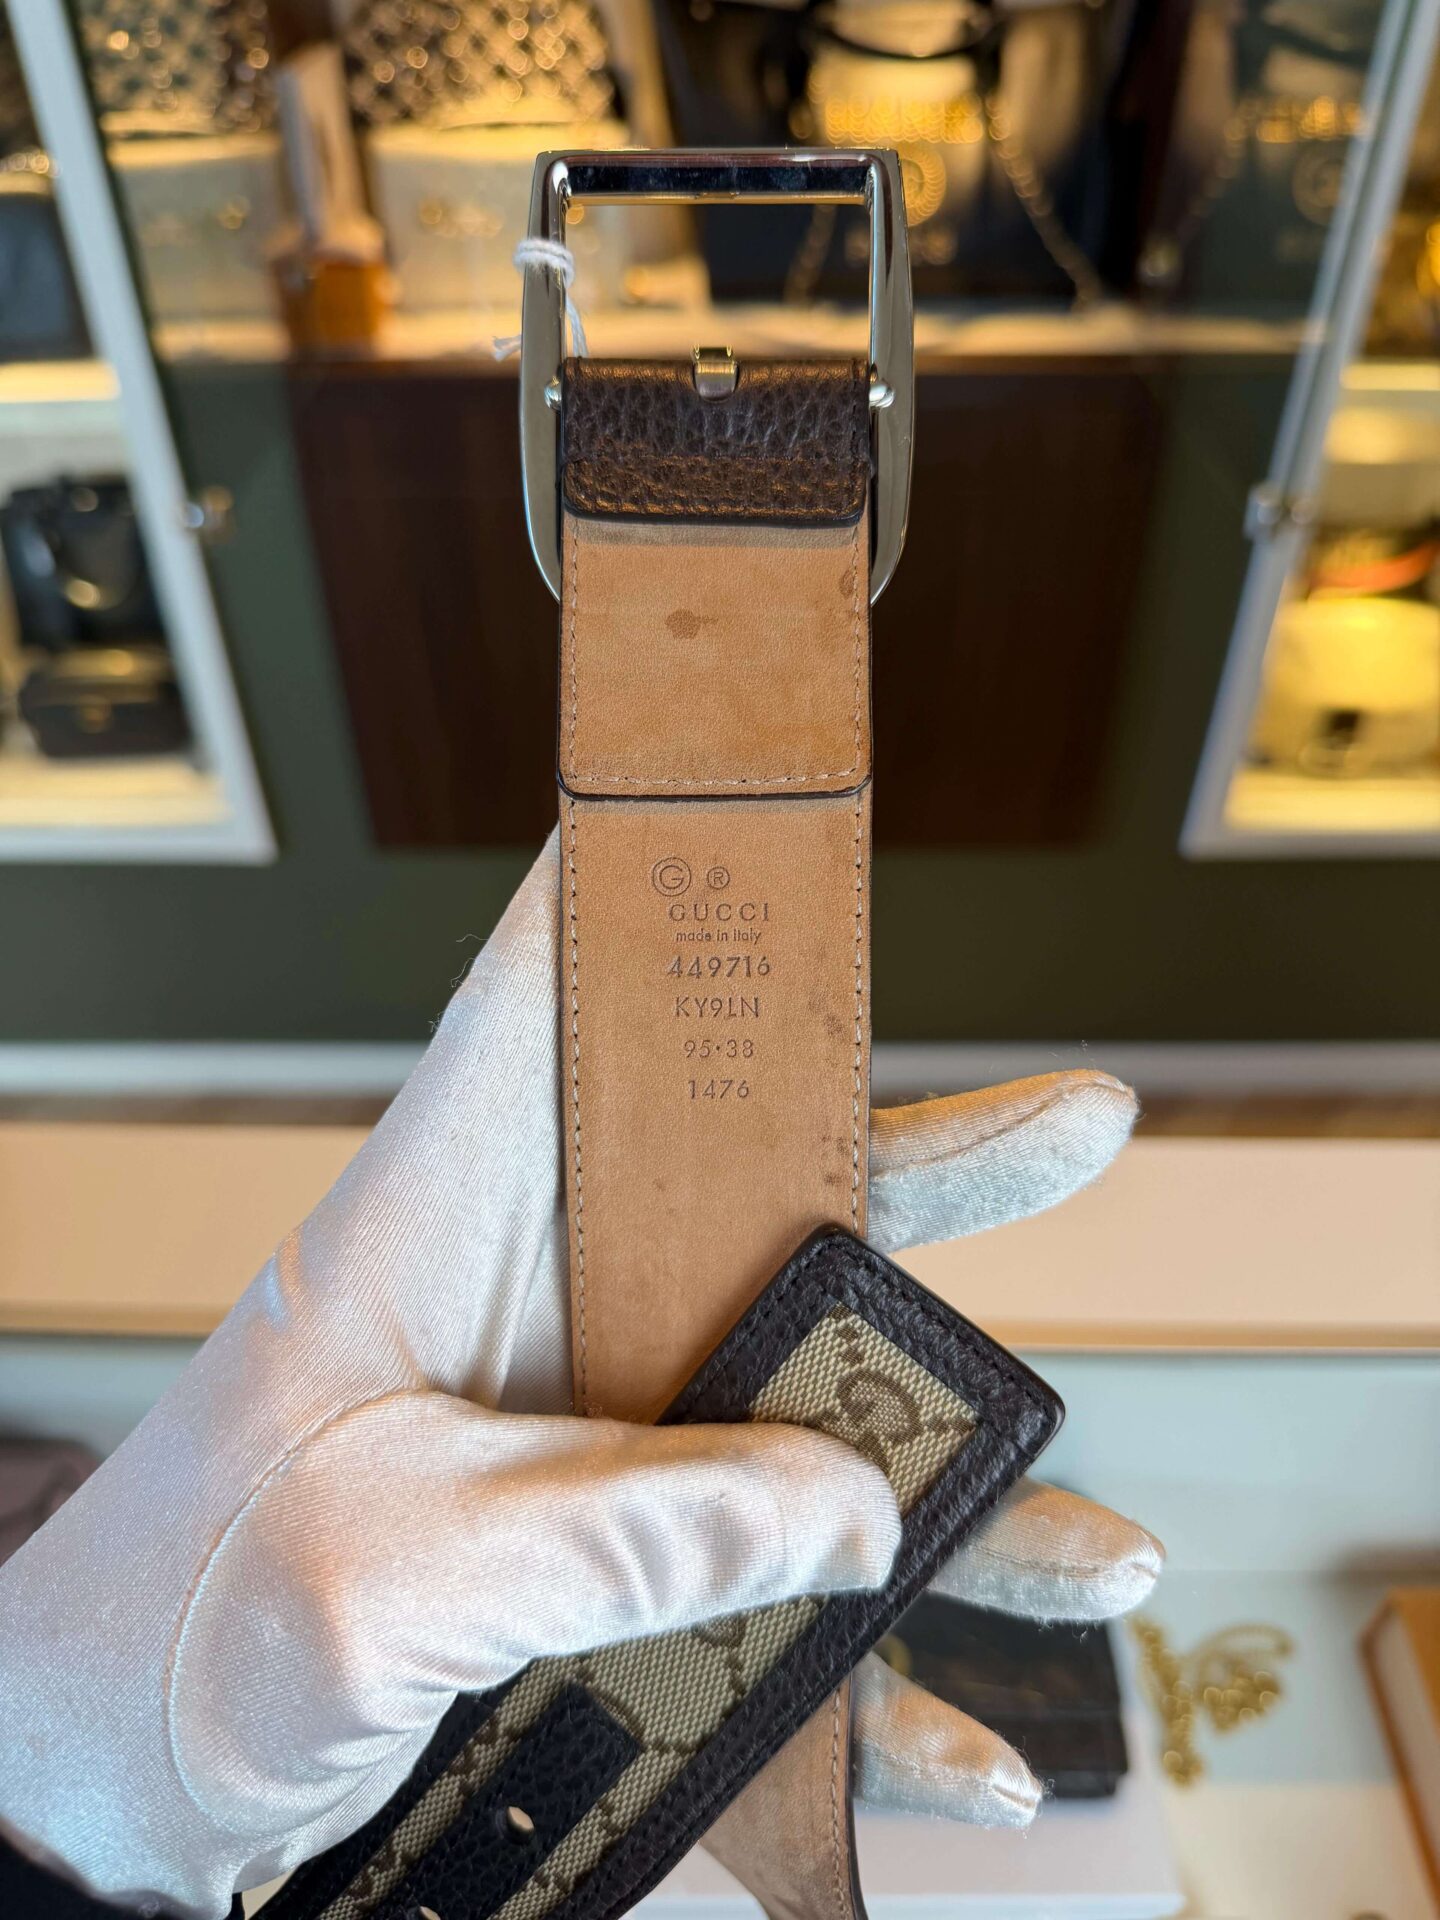 G ®
GUCCI
made in italy
449716
KY9LN
95·38
1476